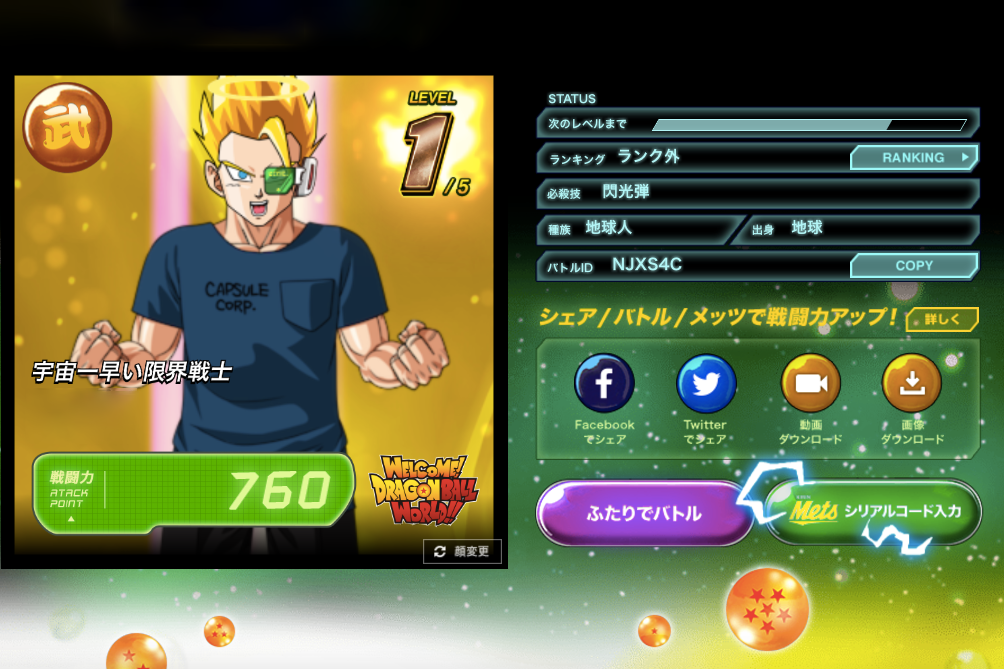 武
LEVEL
1/5
CAPSULE
CORP.
宇宙一早い限界戦士
戦闘力
ATACK
POINT
760
WELCOME!
DRAGON BALL
WORLD!!
顔変更
STATUS
次のレベルまで
ランキング ランク外
RANKING
必殺技 閃光弾
種族 地球人
出身 地球
バトルID NJXS4C
COPY
シェア/バトル/メッツで戦闘力アップ!
詳しく
Facebook
でシェア
Twitter
でシェア
動画
ダウンロード
画像
ダウンロード
ふたりでバトル
Mets シリアルコード入力